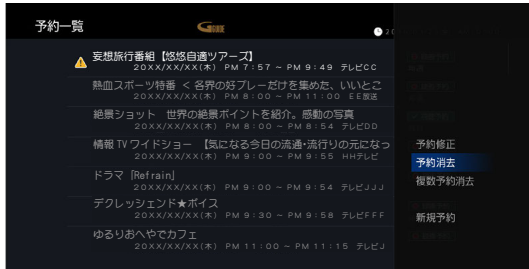 予約一覧
G GUIDE
妄想旅行番組【悠悠自適ツアーズ】
20XX/XX/XX(木) PM 7:57 ~ PM 9:49 テレビCC
熱血スポーツ特番 < 各界の好プレーだけを集めた、いいとこ
20XX/XX/XX(木) PM 8:00 ~ PM 11:00 EE放送
絶景ショット 世界の絶景ポイントを紹介。感動の写真
20XX/XX/XX(木) PM 8:00 ~ PM 8:54 テレビDD
情報TVワイドショー 【気になる今日の流通・流行りの元になっ
20XX/XX/XX(木) PM 9:00 ~ PM 9:55 HHテレビ
ドラマ [Refrain]
20XX/XX/XX(木) PM 9:00 ~ PM 9:54 テレビJJJ
デクレッシェンド★ボイス
20XX/XX/XX(木) PM 9:30 ~ PM 9:58 テレビFFF
ゆるりおへやでカフェ
20XX/XX/XX(木) PM 11:00 ~ PM 11:15 テレビJ
予約修正
予約消去
複数予約消去
新規予約